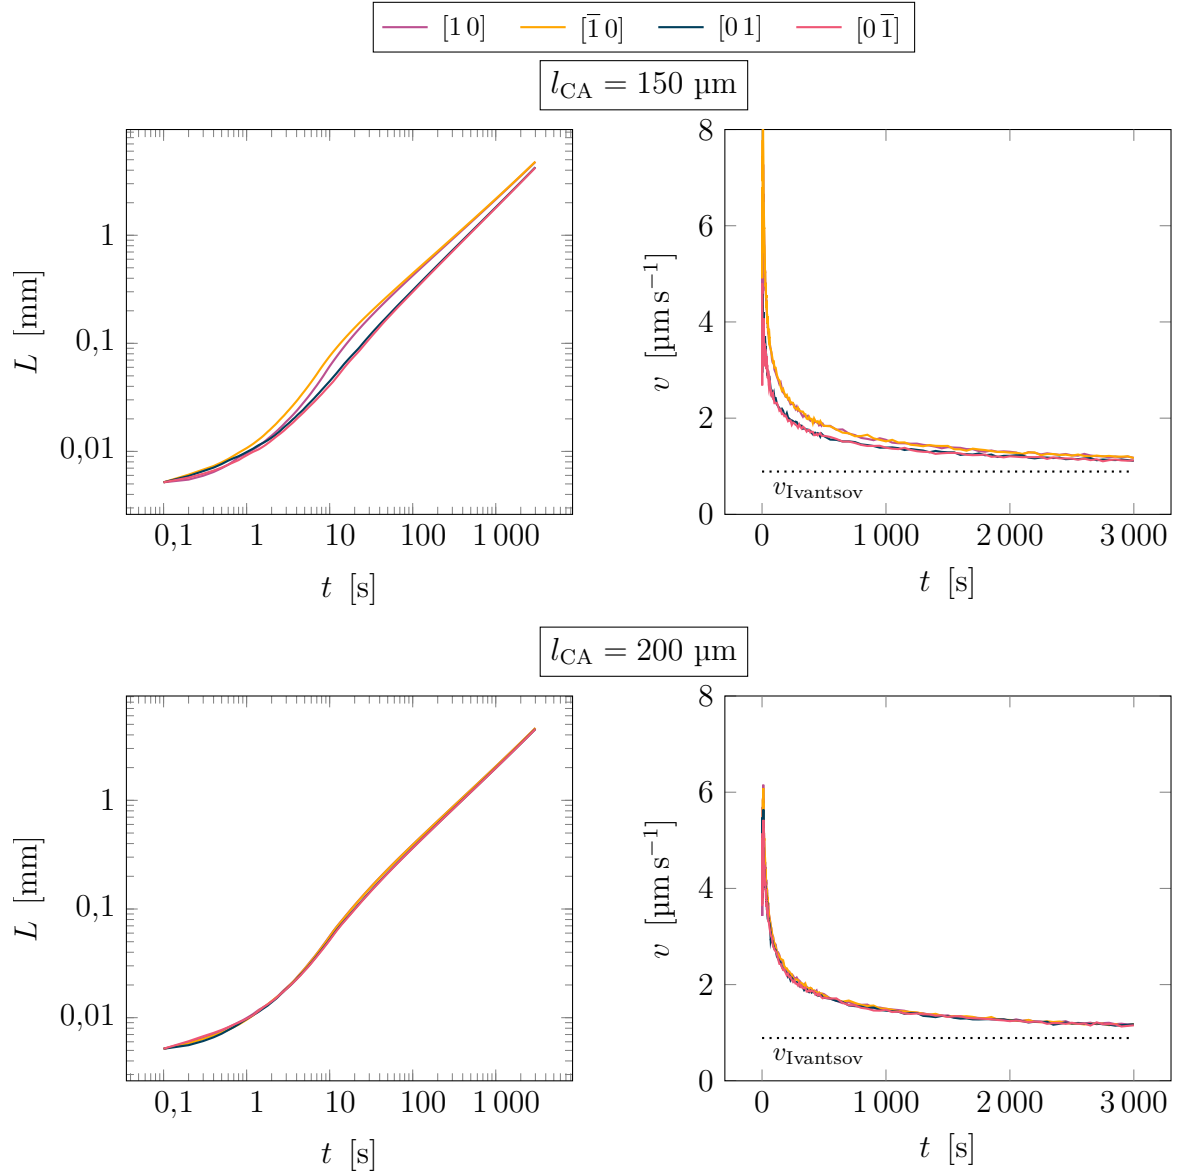 [1 0] [1̅ 0] [0 1] [0 1̅]
l_CA = 150 µm
1
0,1
0,01
L [mm]
0,1 1 10 100 1 000
t [s]
8
6
4
2
0
v [µm s⁻¹]
v_Ivantsov
0 1 000 2 000 3 000
t [s]
l_CA = 200 µm
1
0,1
0,01
L [mm]
0,1 1 10 100 1 000
t [s]
8
6
4
2
0
v [µm s⁻¹]
v_Ivantsov
0 1 000 2 000 3 000
t [s]